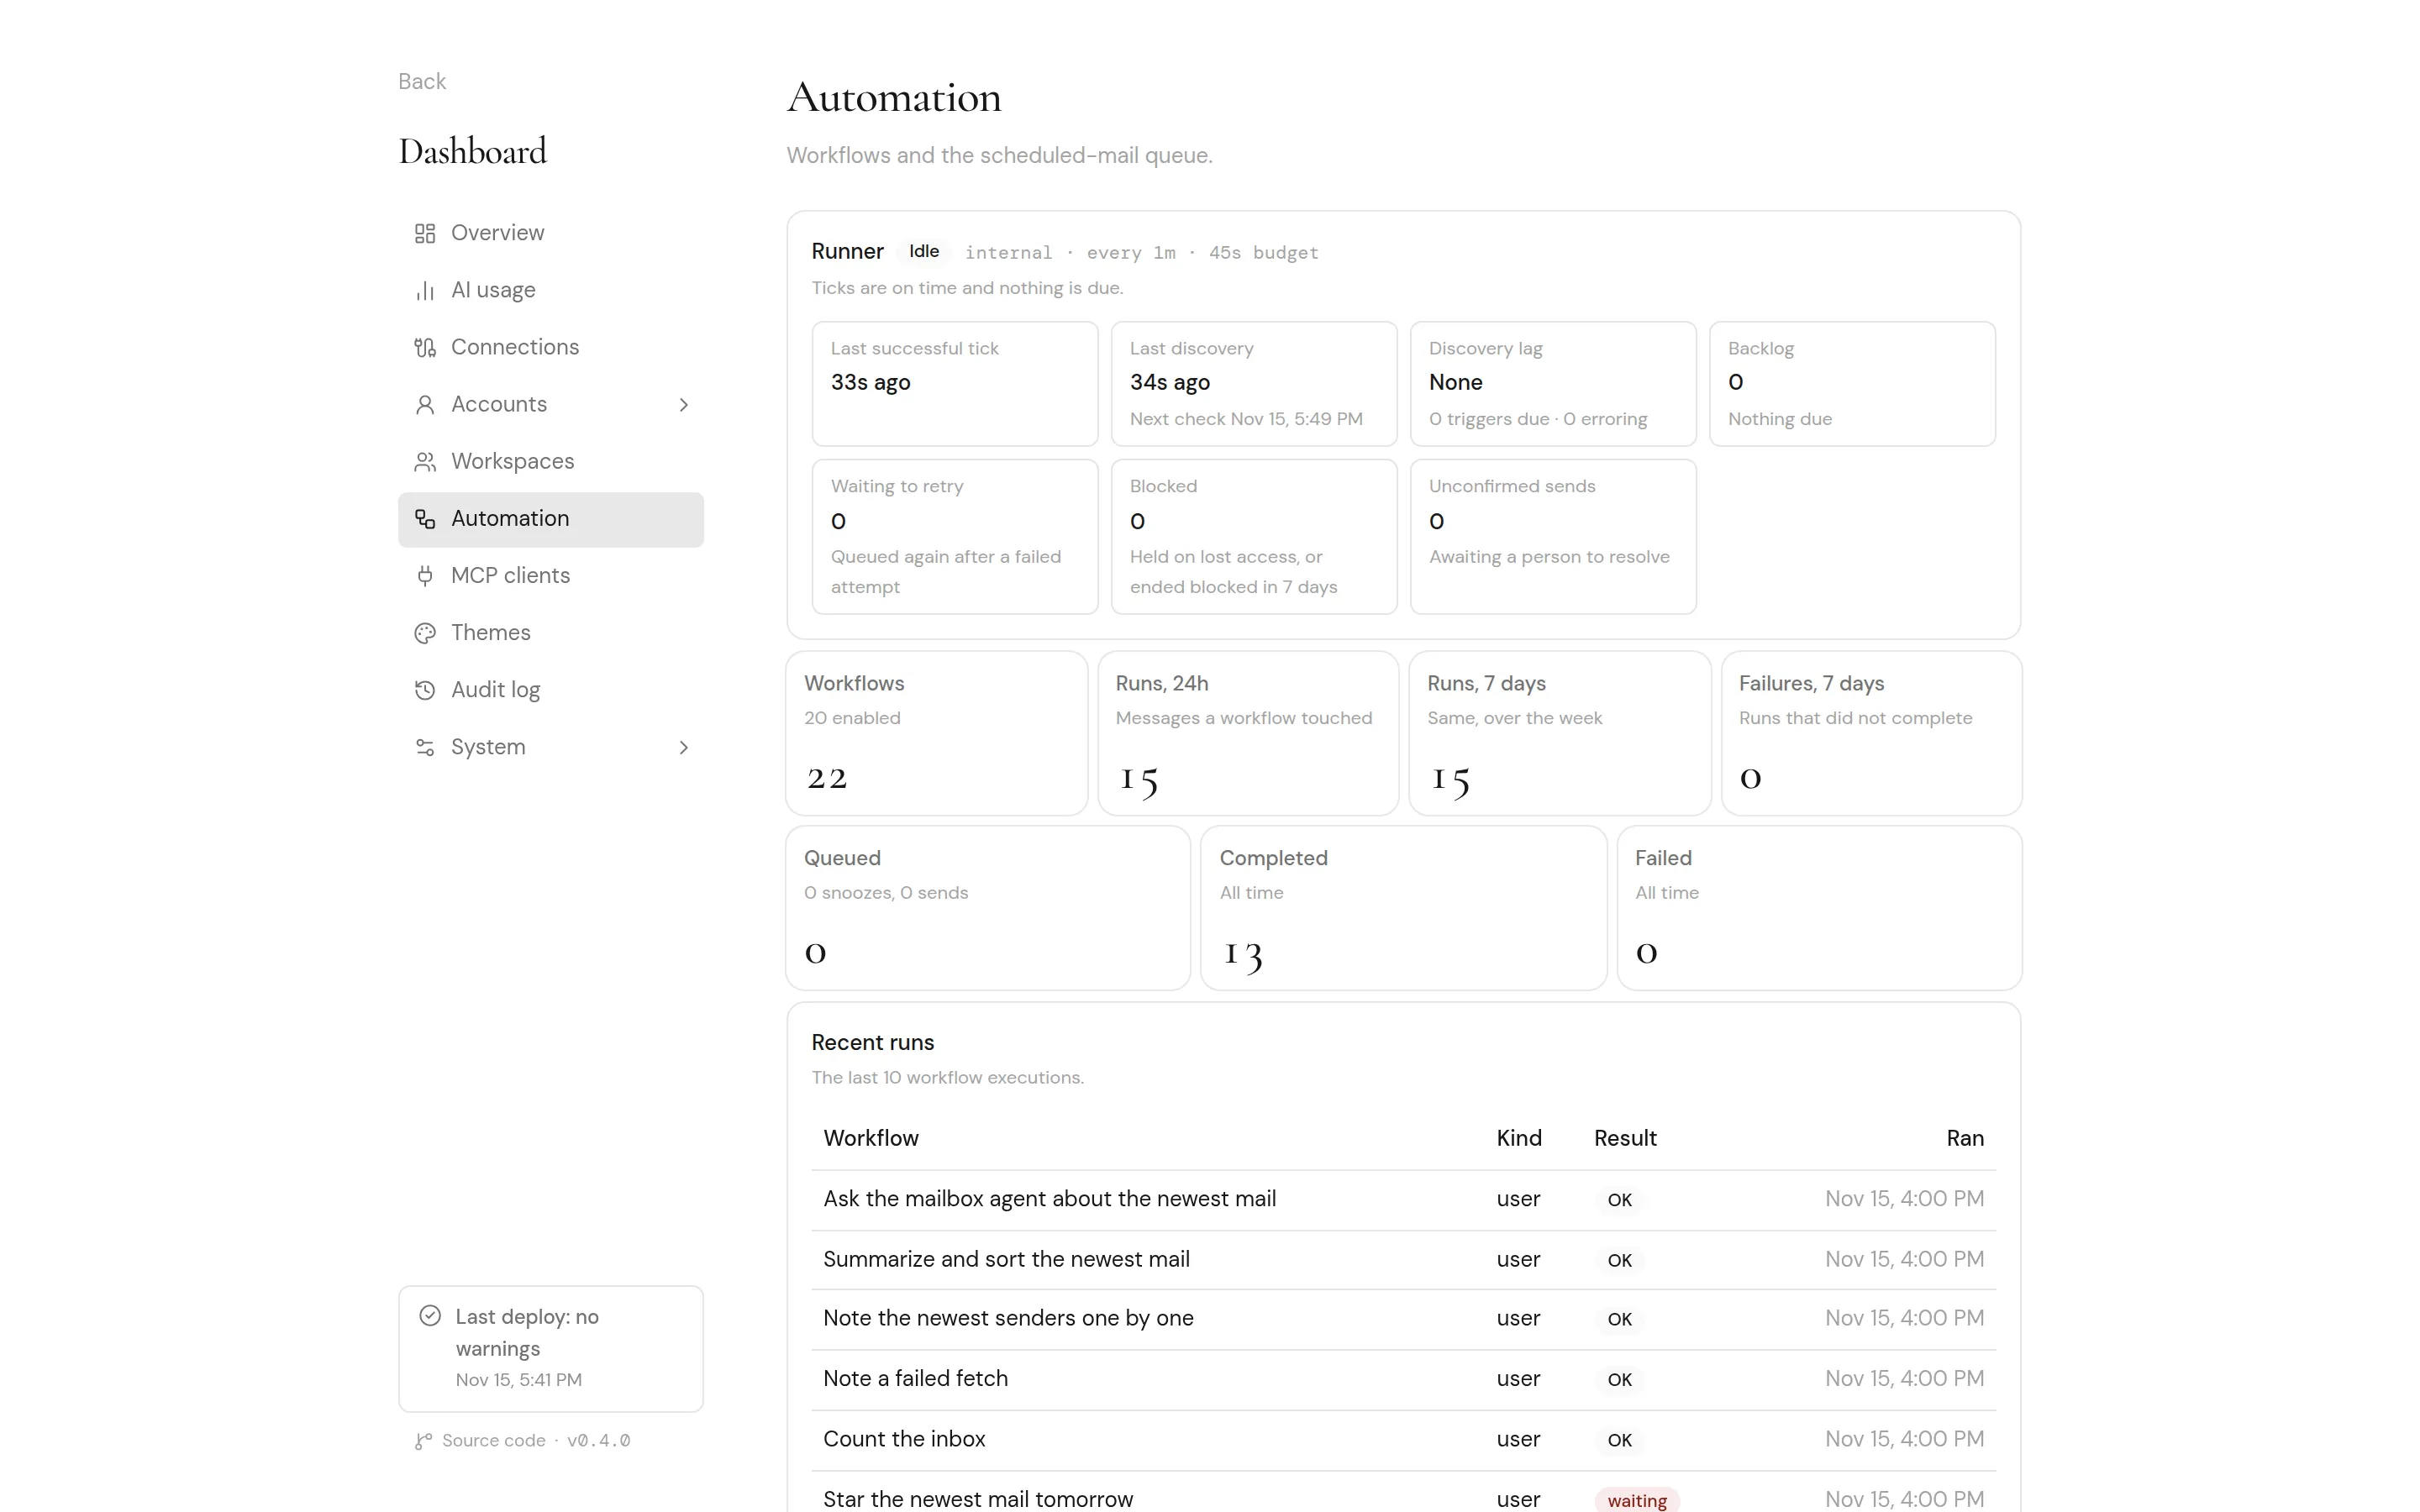 Back
Dashboard
Overview
AI usage
Connections
Accounts
Workspaces
Automation
MCP clients
Themes
Audit log
System
Last deploy: no
warnings
Nov 15, 5:41 PM
Source code · v0.4.0
Automation
Workflows and the scheduled-mail queue.
Runner Idle internal · every 1m · 45s budget
Ticks are on time and nothing is due.
Last successful tick
33s ago
Last discovery
34s ago
Next check Nov 15, 5:49 PM
Discovery lag
None
0 triggers due · 0 erroring
Backlog
0
Nothing due
Waiting to retry
0
Queued again after a failed
attempt
Blocked
0
Held on lost access, or
ended blocked in 7 days
Unconfirmed sends
0
Awaiting a person to resolve
Workflows
20 enabled
22
Runs, 24h
Messages a workflow touched
15
Runs, 7 days
Same, over the week
15
Failures, 7 days
Runs that did not complete
0
Queued
0 snoozes, 0 sends
0
Completed
All time
13
Failed
All time
0
Recent runs
The last 10 workflow executions.
Workflow Kind Result Ran
Ask the mailbox agent about the newest mail user OK Nov 15, 4:00 PM
Summarize and sort the newest mail user OK Nov 15, 4:00 PM
Note the newest senders one by one user OK Nov 15, 4:00 PM
Note a failed fetch user OK Nov 15, 4:00 PM
Count the inbox user OK Nov 15, 4:00 PM
Star the newest mail tomorrow user waiting Nov 15, 4:00 PM